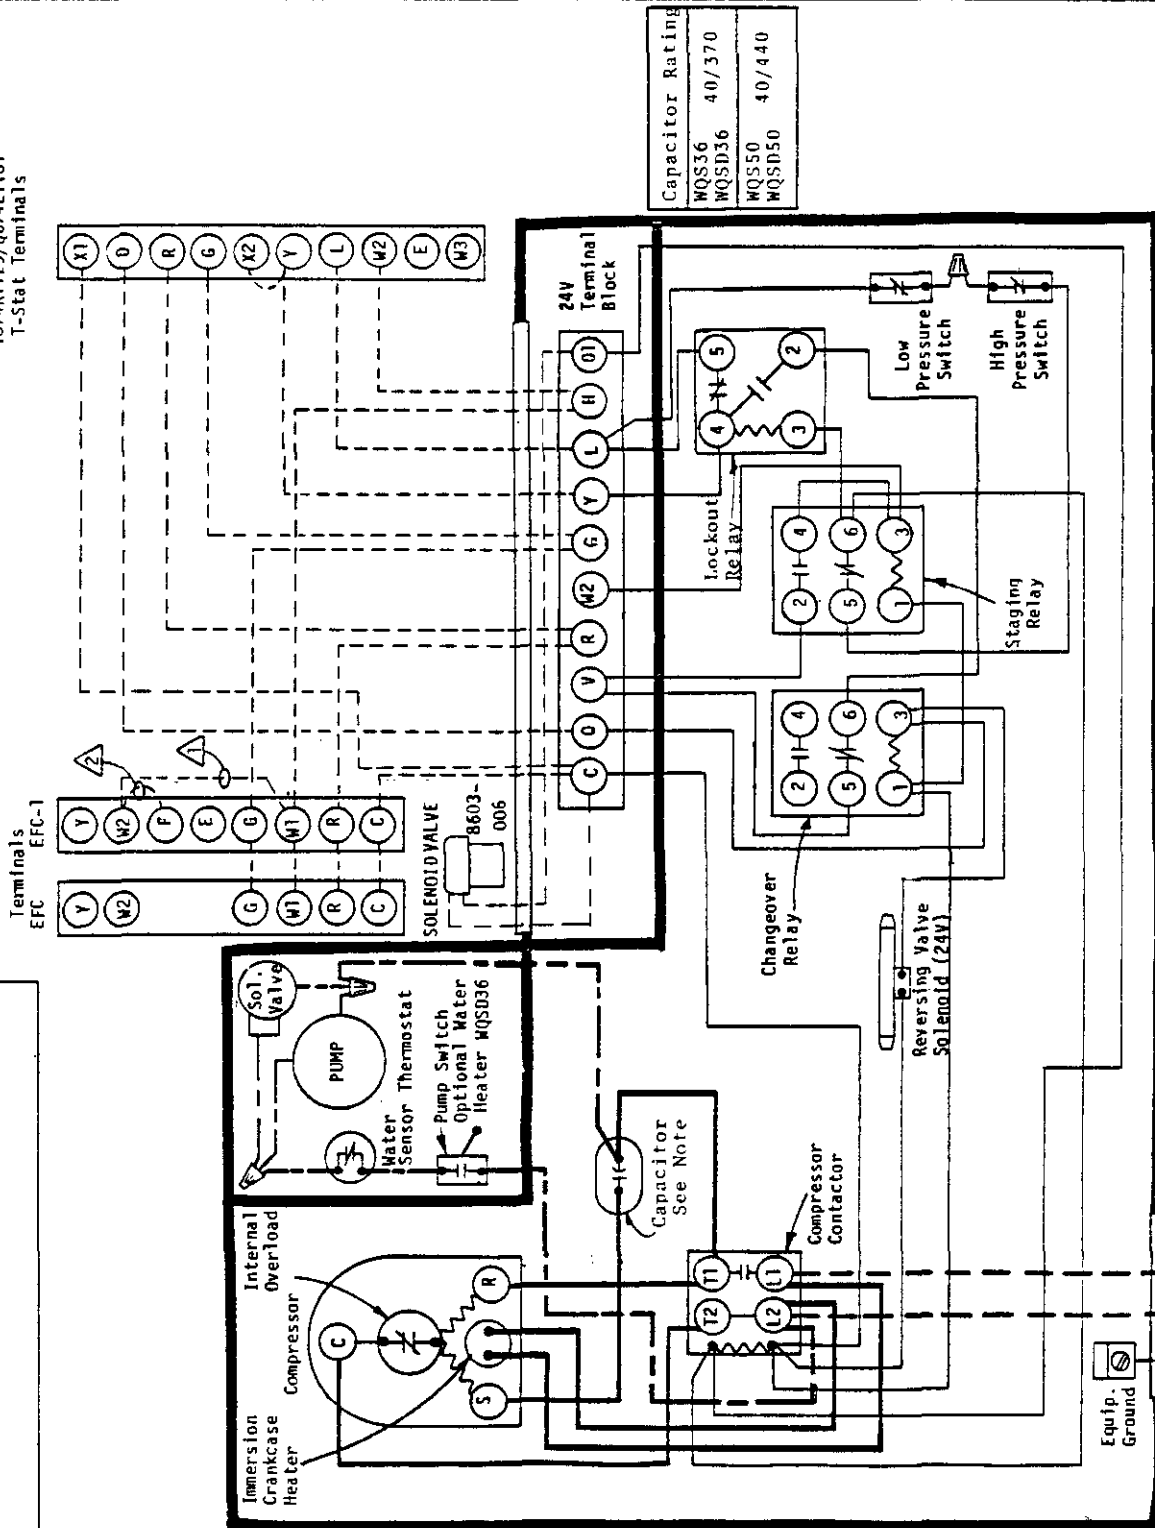 T-Stat Terminals
X1
O
R
G
X2
Y
L
W2
E
W3
Terminals
EFC
EFC-1
Y
W2
G
W1
R
C
Y
W2
F
E
G
W1
R
C
2
1
SOLENOID VALVE
8603-
006
24V
Terminal
Block
C
O
V
R
W2
G
Y
L
H
01
Capacitor Rating
WQS36
WQSD36
40/370
WQS50
WQSD50
40/440
Sol.
Valve
PUMP
Water
Sensor Thermostat
Pump Switch
Optional Water
Heater WQSD36
Internal
Overload
Compressor
Immersion
Crankcase
Heater
C
S
R
Capacitor
See Note
T2
T1
L2
L1
Compressor
Contactor
Equip.
Ground
Changeover
Relay
2
4
5
6
1
3
Reversing Valve
Solenoid (24V)
Staging
Relay
2
4
5
6
1
3
Lockout
Relay
4
5
3
2
Low
Pressure
Switch
High
Pressure
Switch